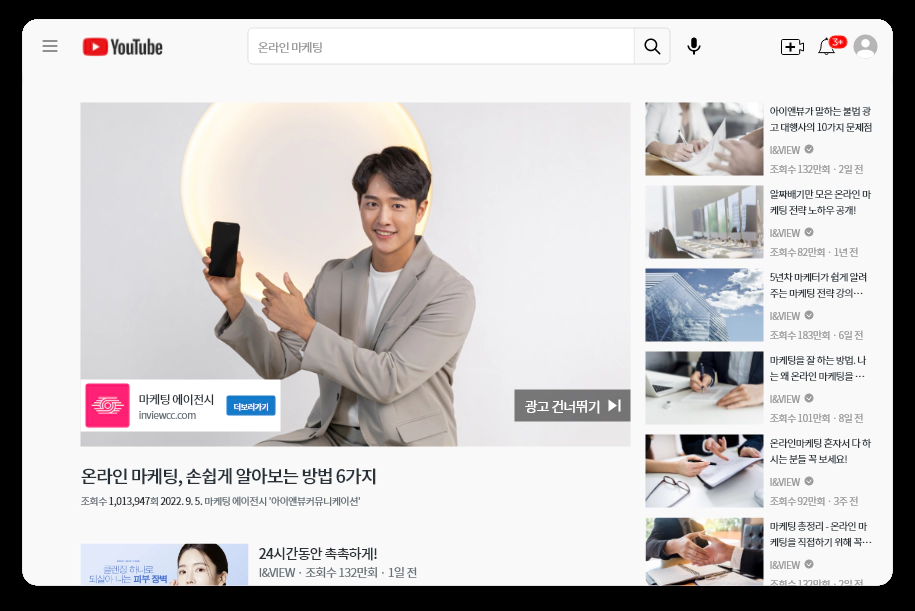 YouTube
온라인 마케팅
3+
마케팅 에이전시
inviewcc.com
더보러가기
광고 건너뛰기
온라인 마케팅, 손쉽게 알아보는 방법 6가지
조회수 1,013,947회 2022. 9. 5. 마케팅 에이전시 '아이앤뷰커뮤니케이션'
클렌징 하나로
되살아 나는 피부 장벽
24시간동안 촉촉하게!
I&VIEW · 조회수 132만회 · 1일 전
아이앤뷰가 말하는 불법 광
고 대행사의 10가지 문제점
I&VIEW
조회수 132만회 · 2일 전
알짜배기만 모은 온라인 마
케팅 전략 노하우 공개!
I&VIEW
조회수 82만회 · 1년 전
5년차 마케터가 쉽게 알려
주는 마케팅 전략 강의…
I&VIEW
조회수 183만회 · 6일 전
마케팅을 잘 하는 방법. 나
는 왜 온라인 마케팅을 …
I&VIEW
조회수 101만회 · 8일 전
온라인마케팅 혼자서 다 하
시는 분들 꼭 보세요!
I&VIEW
조회수 92만회 · 3주 전
마케팅 총정리 - 온라인 마
케팅을 직접하기 위해 꼭…
I&VIEW
조회수 132만회 · 2일 전